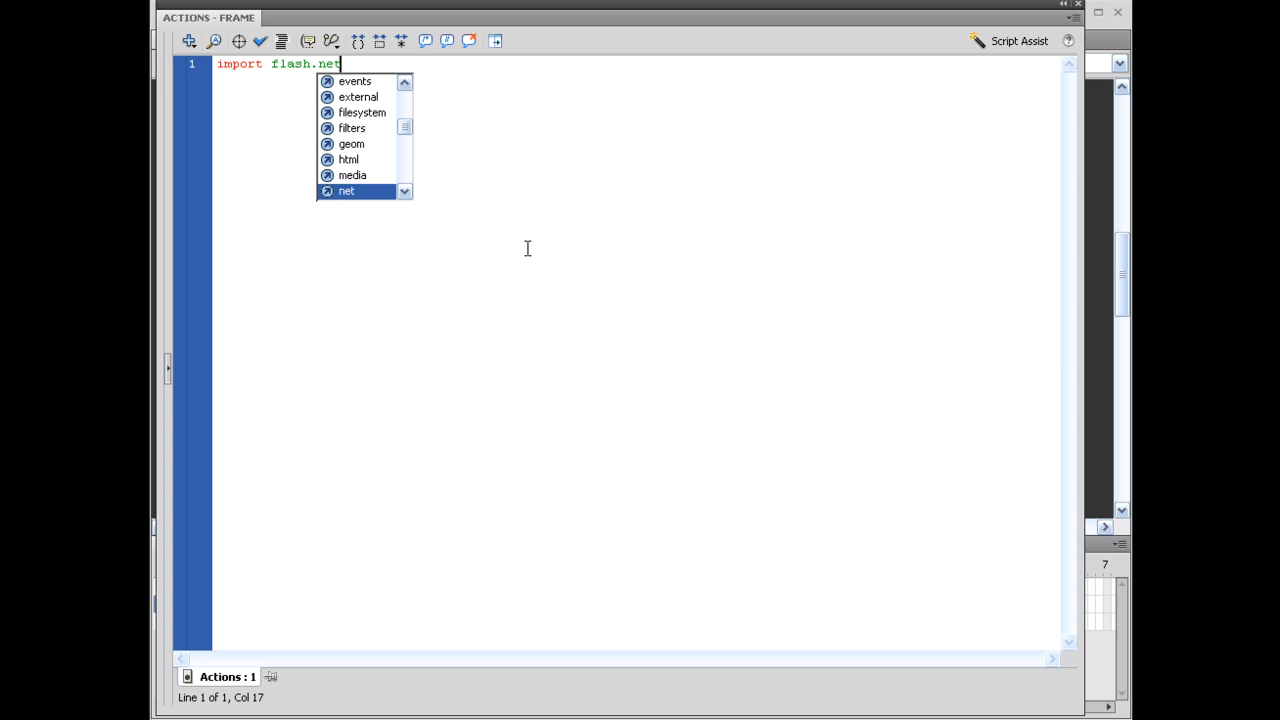 ACTIONS - FRAME
Script Assist
1 import flash.net
events
external
filesystem
filters
geom
html
media
net
7
Actions : 1
Line 1 of 1, Col 17